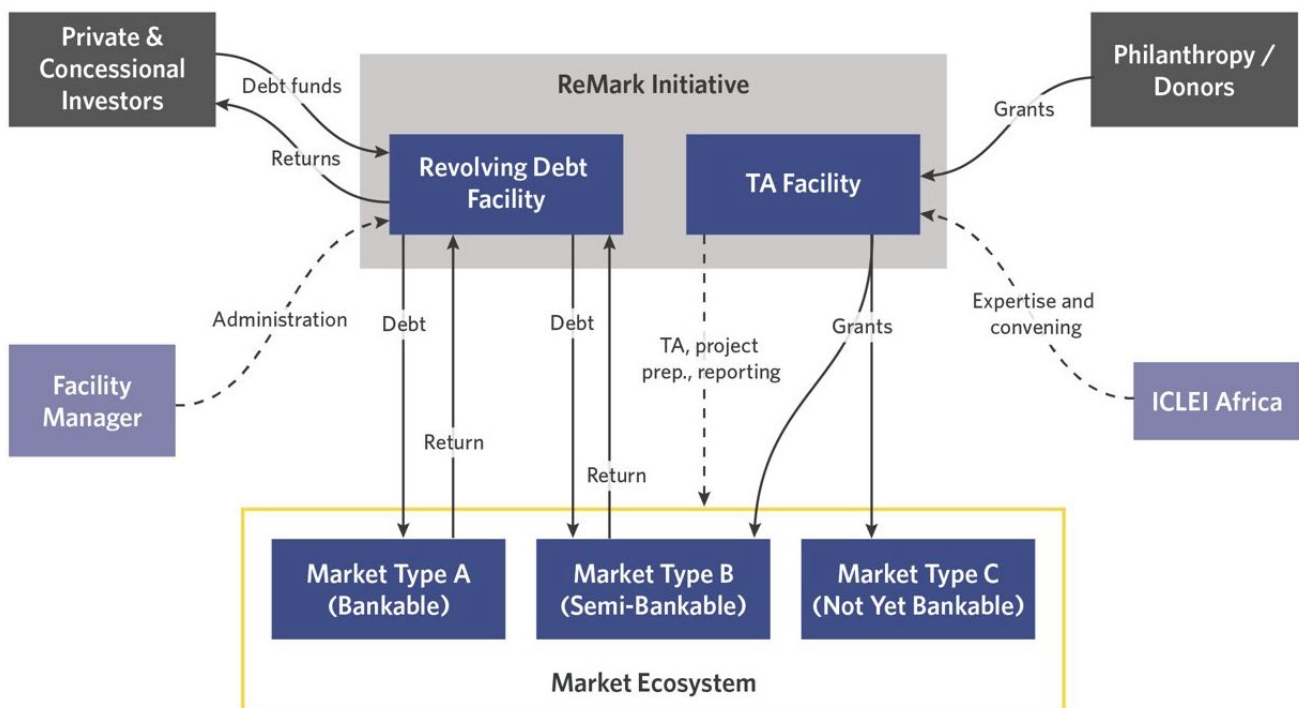 Private &
Concessional
Investors
Debt funds
Returns
ReMark Initiative
Philanthropy /
Donors
Grants
Revolving Debt
Facility
TA Facility
Administration
Debt
Debt
TA, project
prep., reporting
Grants
Expertise and
convening
Facility
Manager
ICLEI Africa
Return
Return
Market Type A
(Bankable)
Market Type B
(Semi-Bankable)
Market Type C
(Not Yet Bankable)
Market Ecosystem